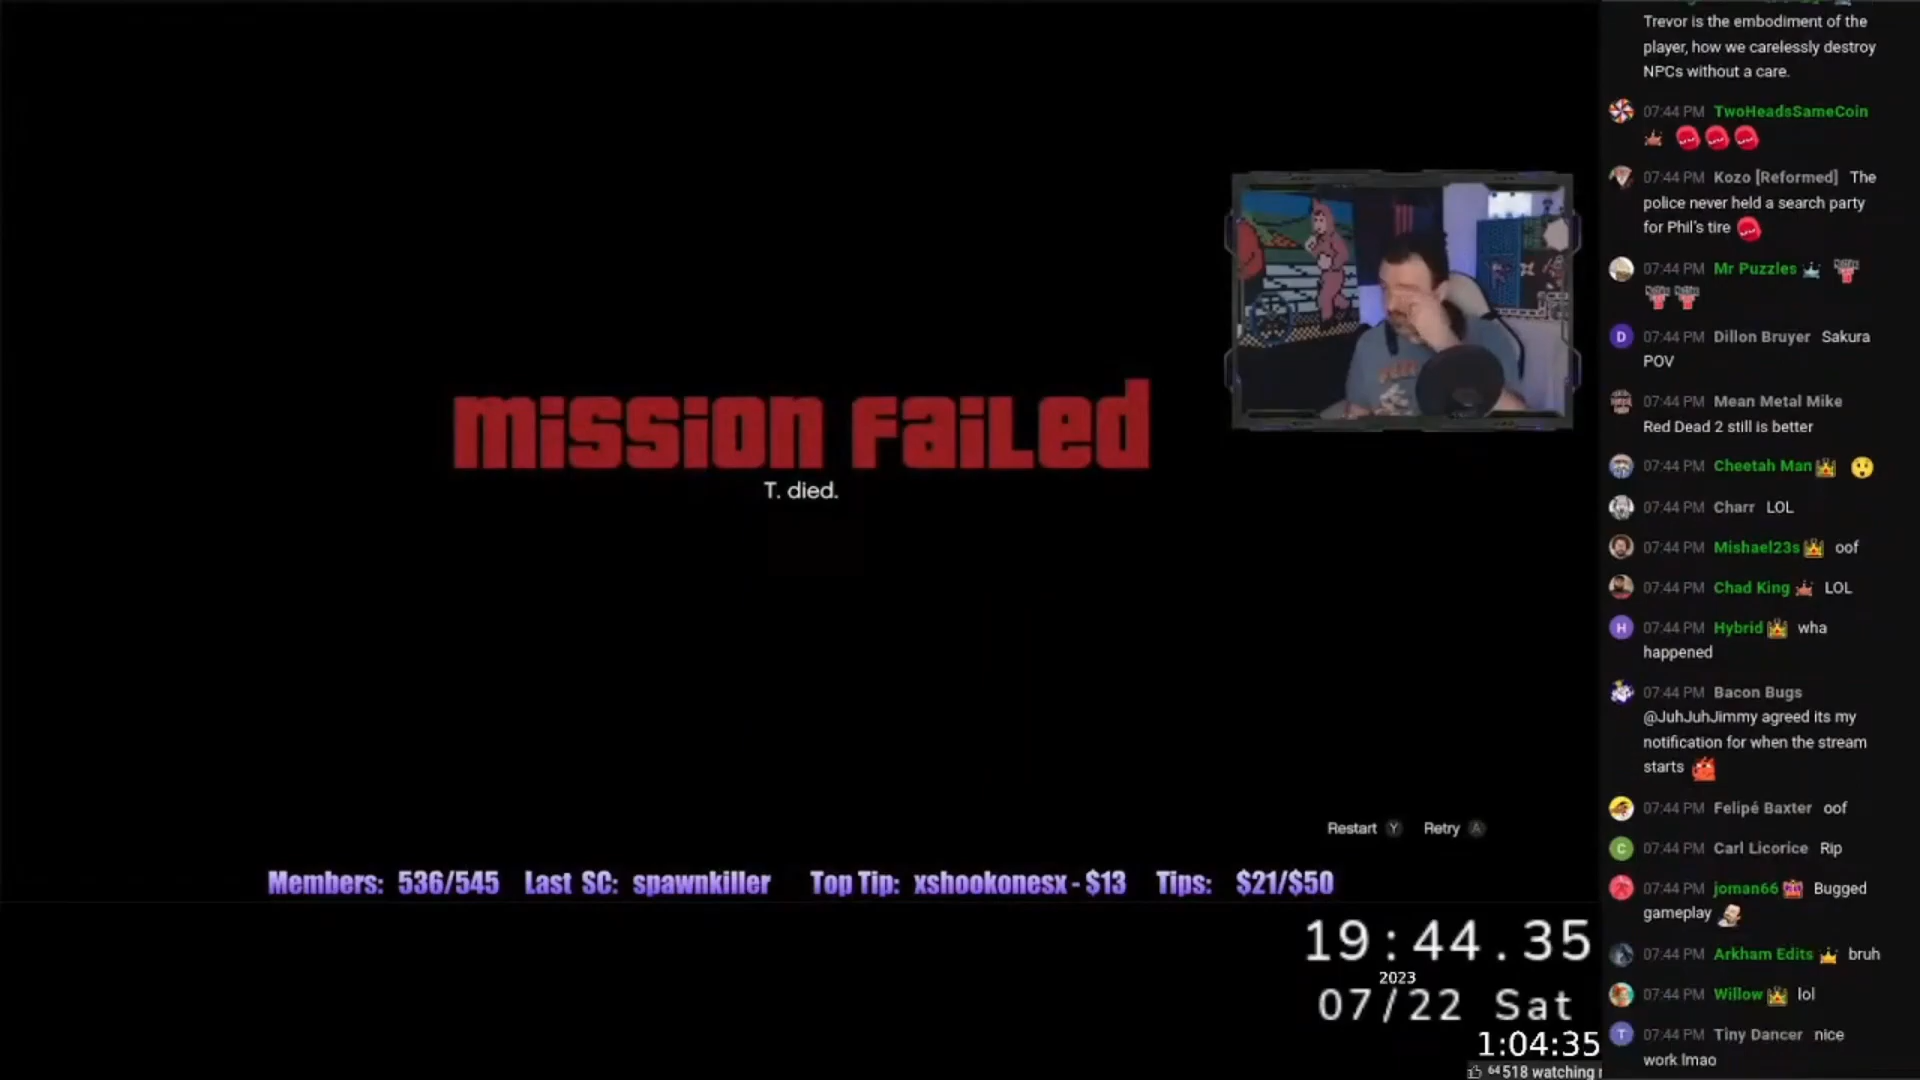 mission failed
T. died.
Restart Y Retry A
Members: 536/545 Last SC: spawnkiller Top Tip: xshookonesx - $13 Tips: $21/$50
19:44.35
2023
07/22 Sat
1:04:35
64 518 watching
Trevor is the embodiment of the
player, how we carelessly destroy
NPCs without a care.
07:44 PM TwoHeadsSameCoin
07:44 PM Kozo [Reformed] The
police never held a search party
for Phil's tire
07:44 PM Mr Puzzles
D 07:44 PM Dillon Bruyer Sakura
POV
07:44 PM Mean Metal Mike
Red Dead 2 still is better
07:44 PM Cheetah Man
07:44 PM Charr LOL
07:44 PM Mishael23s oof
07:44 PM Chad King LOL
H 07:44 PM Hybrid wha
happened
07:44 PM Bacon Bugs
@JuhJuhJimmy agreed its my
notification for when the stream
starts
07:44 PM Felipé Baxter oof
C 07:44 PM Carl Licorice Rip
07:44 PM joman66 Bugged
gameplay
07:44 PM Arkham Edits bruh
07:44 PM Willow lol
T 07:44 PM Tiny Dancer nice
work lmao